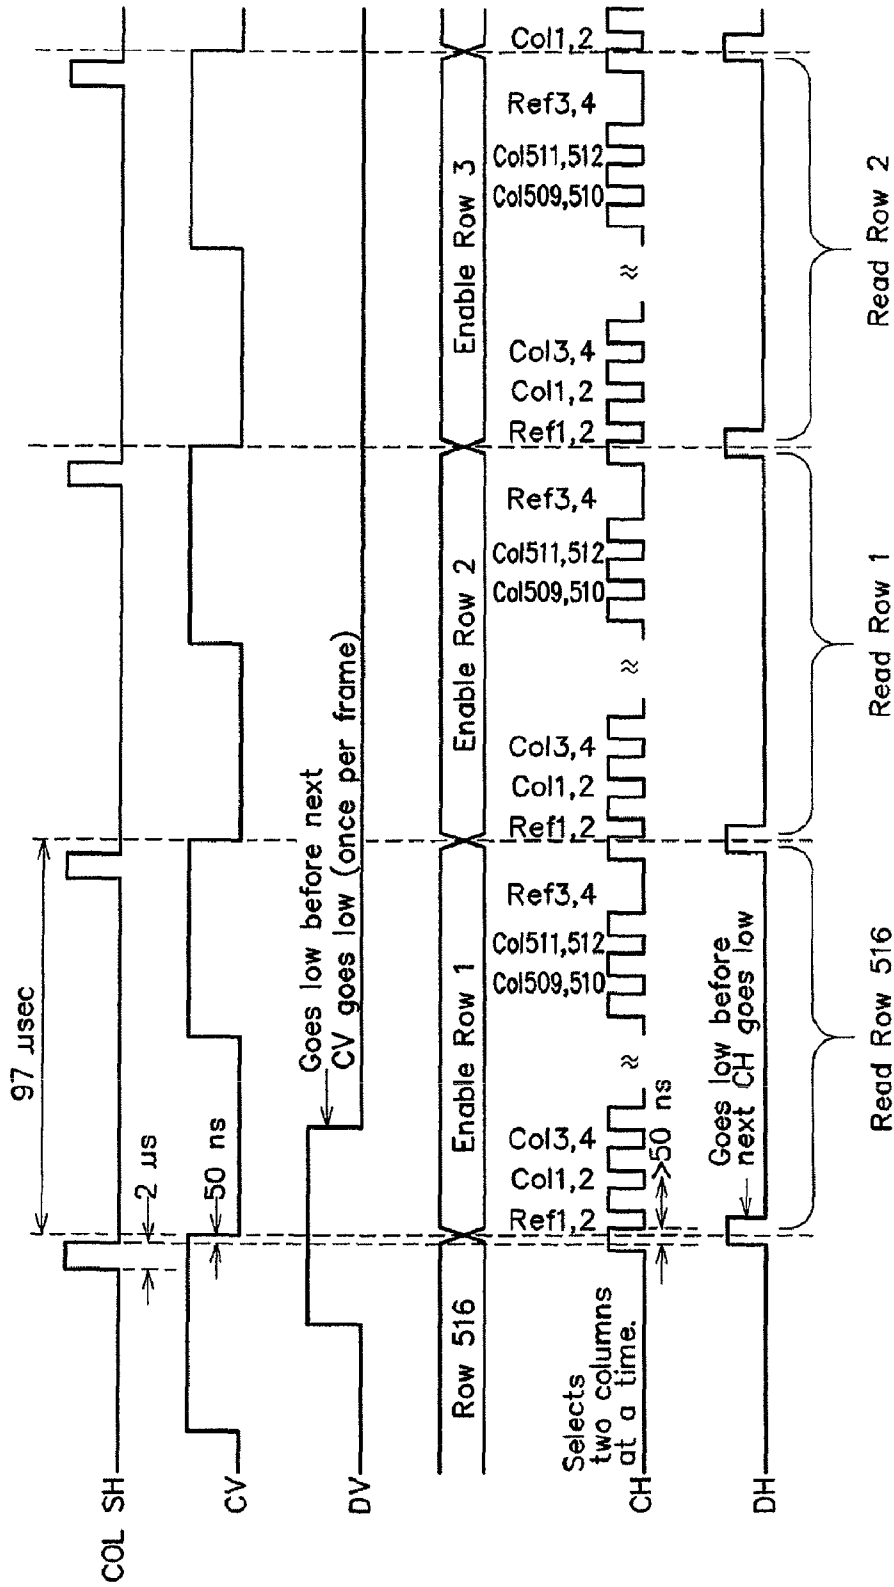 97 µsec
2 µs
50 ns
COL SH
CV
DV
Goes low before next
CV goes low (once per frame)
Row 516
Enable Row 1
Enable Row 2
Enable Row 3
Selects
two columns
at a time.
Ref1,2
Col1,2
Col3,4
Col509,510
Col511,512
Ref3,4
Ref1,2
Col1,2
Col3,4
Col509,510
Col511,512
Ref3,4
Ref1,2
Col1,2
Col3,4
Col509,510
Col511,512
Ref3,4
Col1,2
CH
≈
≈
≈
>50 ns
Goes low before
next CH goes low
DH
Read Row 516
Read Row 1
Read Row 2